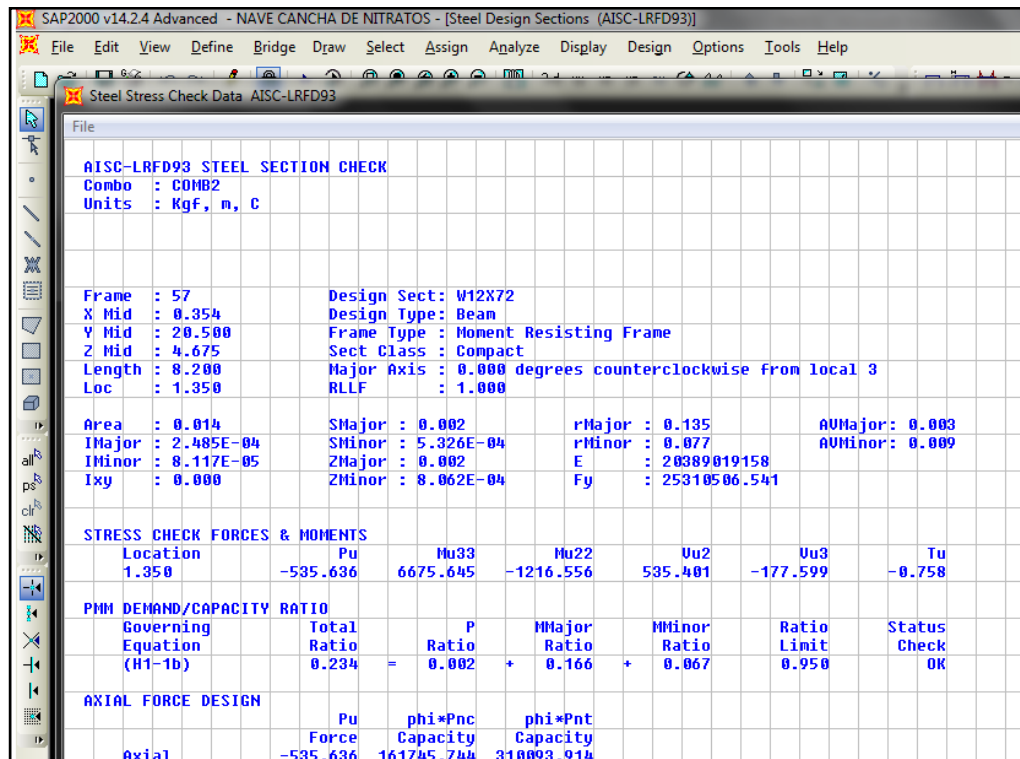 SAP2000 v14.2.4 Advanced - NAVE CANCHA DE NITRATOS - [Steel Design Sections (AISC-LRFD93)]
File Edit View Define Bridge Draw Select Assign Analyze Display Design Options Tools Help
Steel Stress Check Data AISC-LRFD93
File
AISC-LRFD93 STEEL SECTION CHECK
Combo : COMB2
Units : Kgf, m, C
Frame : 57 Design Sect: W12X72
X Mid : 0.354 Design Type: Beam
Y Mid : 20.500 Frame Type : Moment Resisting Frame
Z Mid : 4.675 Sect Class : Compact
Length : 8.200 Major Axis : 0.000 degrees counterclockwise from local 3
Loc : 1.350 RLLF : 1.000
Area : 0.014 SMajor : 0.002 rMajor : 0.135 AVMajor: 0.003
IMajor : 2.485E-04 SMinor : 5.326E-04 rMinor : 0.077 AVMinor: 0.009
IMinor : 8.117E-05 ZMajor : 0.002 E : 20389019158
Ixy : 0.000 ZMinor : 8.062E-04 Fy : 25310506.541
STRESS CHECK FORCES & MOMENTS
Location Pu Mu33 Mu22 Vu2 Vu3 Tu
1.350 -535.636 6675.645 -1216.556 535.401 -177.599 -0.758
PMM DEMAND/CAPACITY RATIO
Governing Total P MMajor MMinor Ratio Status
Equation Ratio Ratio Ratio Ratio Limit Check
(H1-1b) 0.234 = 0.002 + 0.166 + 0.067 0.950 OK
AXIAL FORCE DESIGN
Pu phi*Pnc phi*Pnt
Force Capacity Capacity
Axial -535.636 161745.744 310093.914
all
ps
clr